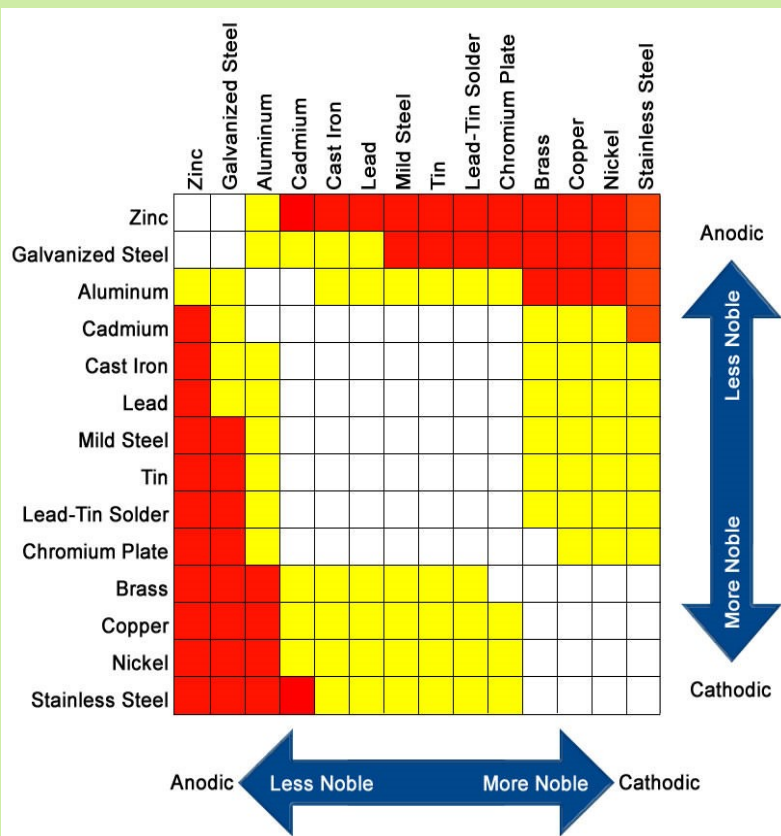 Zinc
Galvanized Steel
Aluminum
Cadmium
Cast Iron
Lead
Mild Steel
Tin
Lead-Tin Solder
Chromium Plate
Brass
Copper
Nickel
Stainless Steel
Zinc
Galvanized Steel
Aluminum
Cadmium
Cast Iron
Lead
Mild Steel
Tin
Lead-Tin Solder
Chromium Plate
Brass
Copper
Nickel
Stainless Steel
Anodic
Less Noble
More Noble
Cathodic
Anodic
Less Noble
More Noble
Cathodic